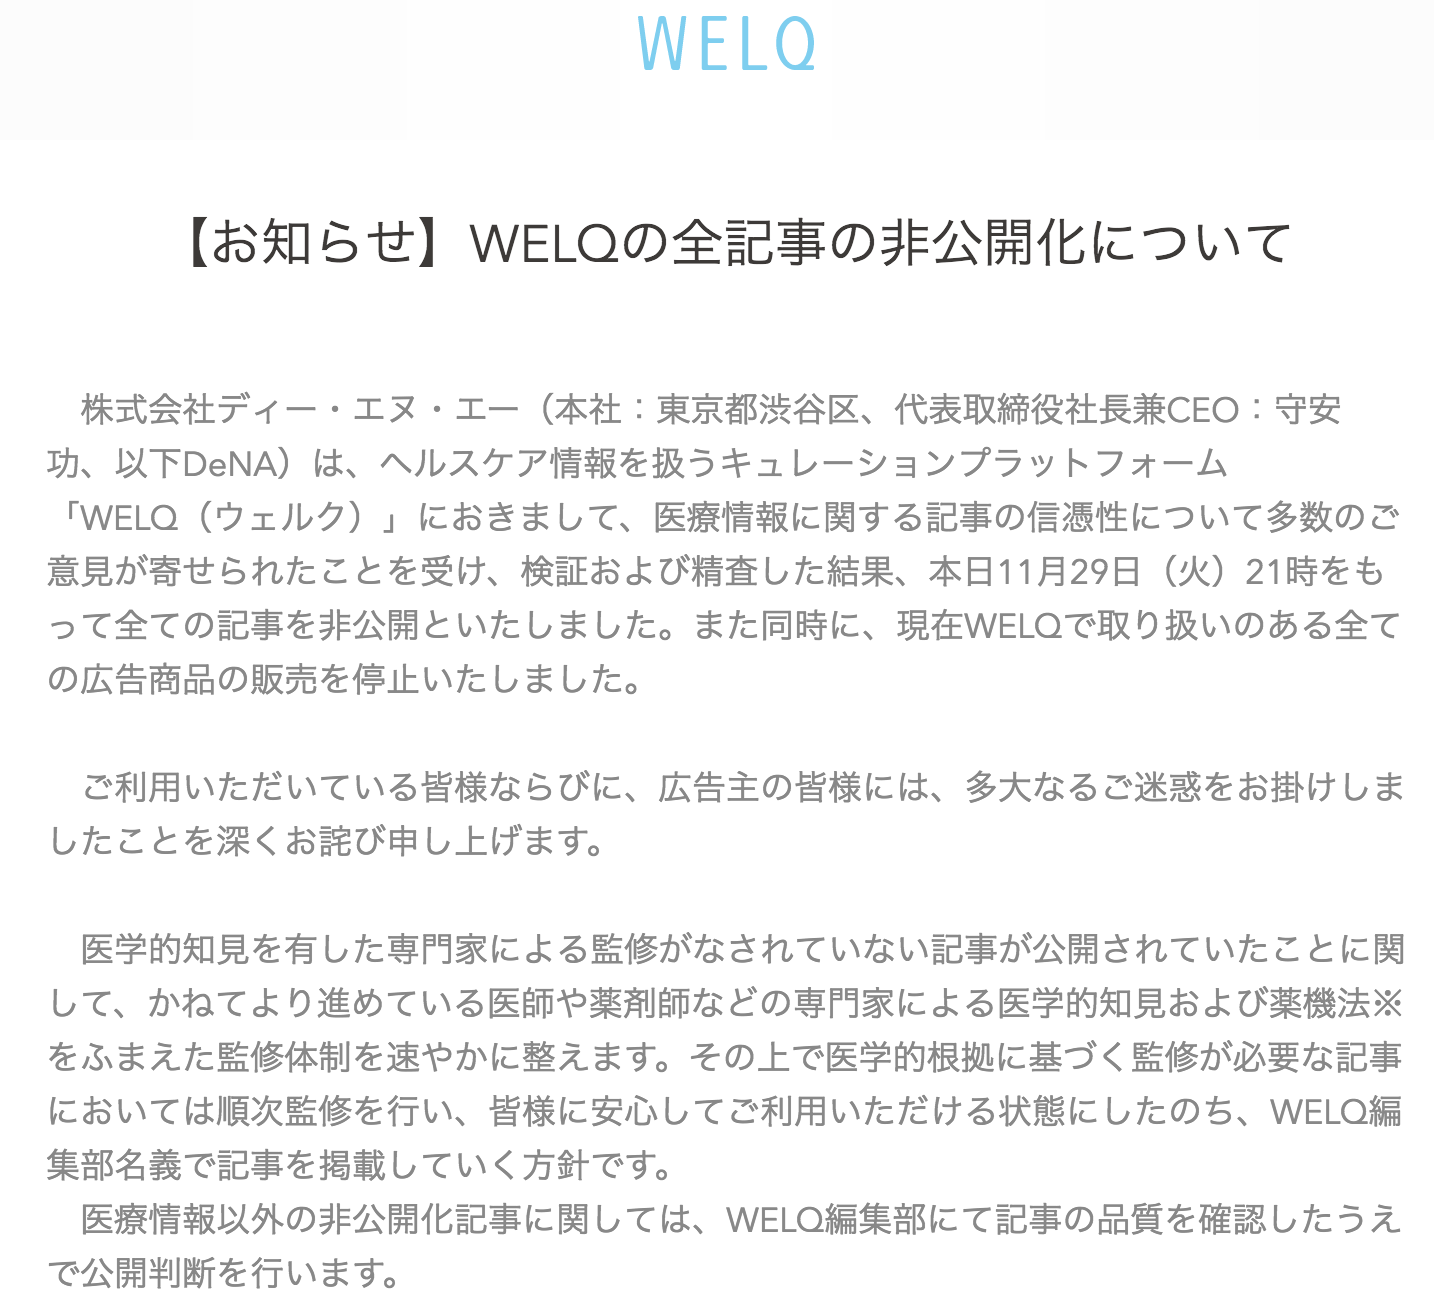 WELQ
【お知らせ】WELQの全記事の非公開化について
　株式会社ディー・エヌ・エー（本社：東京都渋谷区、代表取締役社長兼CEO：守安
功、以下DeNA）は、ヘルスケア情報を扱うキュレーションプラットフォーム
「WELQ（ウェルク）」におきまして、医療情報に関する記事の信憑性について多数のご
意見が寄せられたことを受け、検証および精査した結果、本日11月29日（火）21時をも
って全ての記事を非公開といたしました。また同時に、現在WELQで取り扱いのある全て
の広告商品の販売を停止いたしました。
　ご利用いただいている皆様ならびに、広告主の皆様には、多大なるご迷惑をお掛けしま
したことを深くお詫び申し上げます。
　医学的知見を有した専門家による監修がなされていない記事が公開されていたことに関
して、かねてより進めている医師や薬剤師などの専門家による医学的知見および薬機法※
をふまえた監修体制を速やかに整えます。その上で医学的根拠に基づく監修が必要な記事
においては順次監修を行い、皆様に安心してご利用いただける状態にしたのち、WELQ編
集部名義で記事を掲載していく方針です。
　医療情報以外の非公開化記事に関しては、WELQ編集部にて記事の品質を確認したうえ
で公開判断を行います。